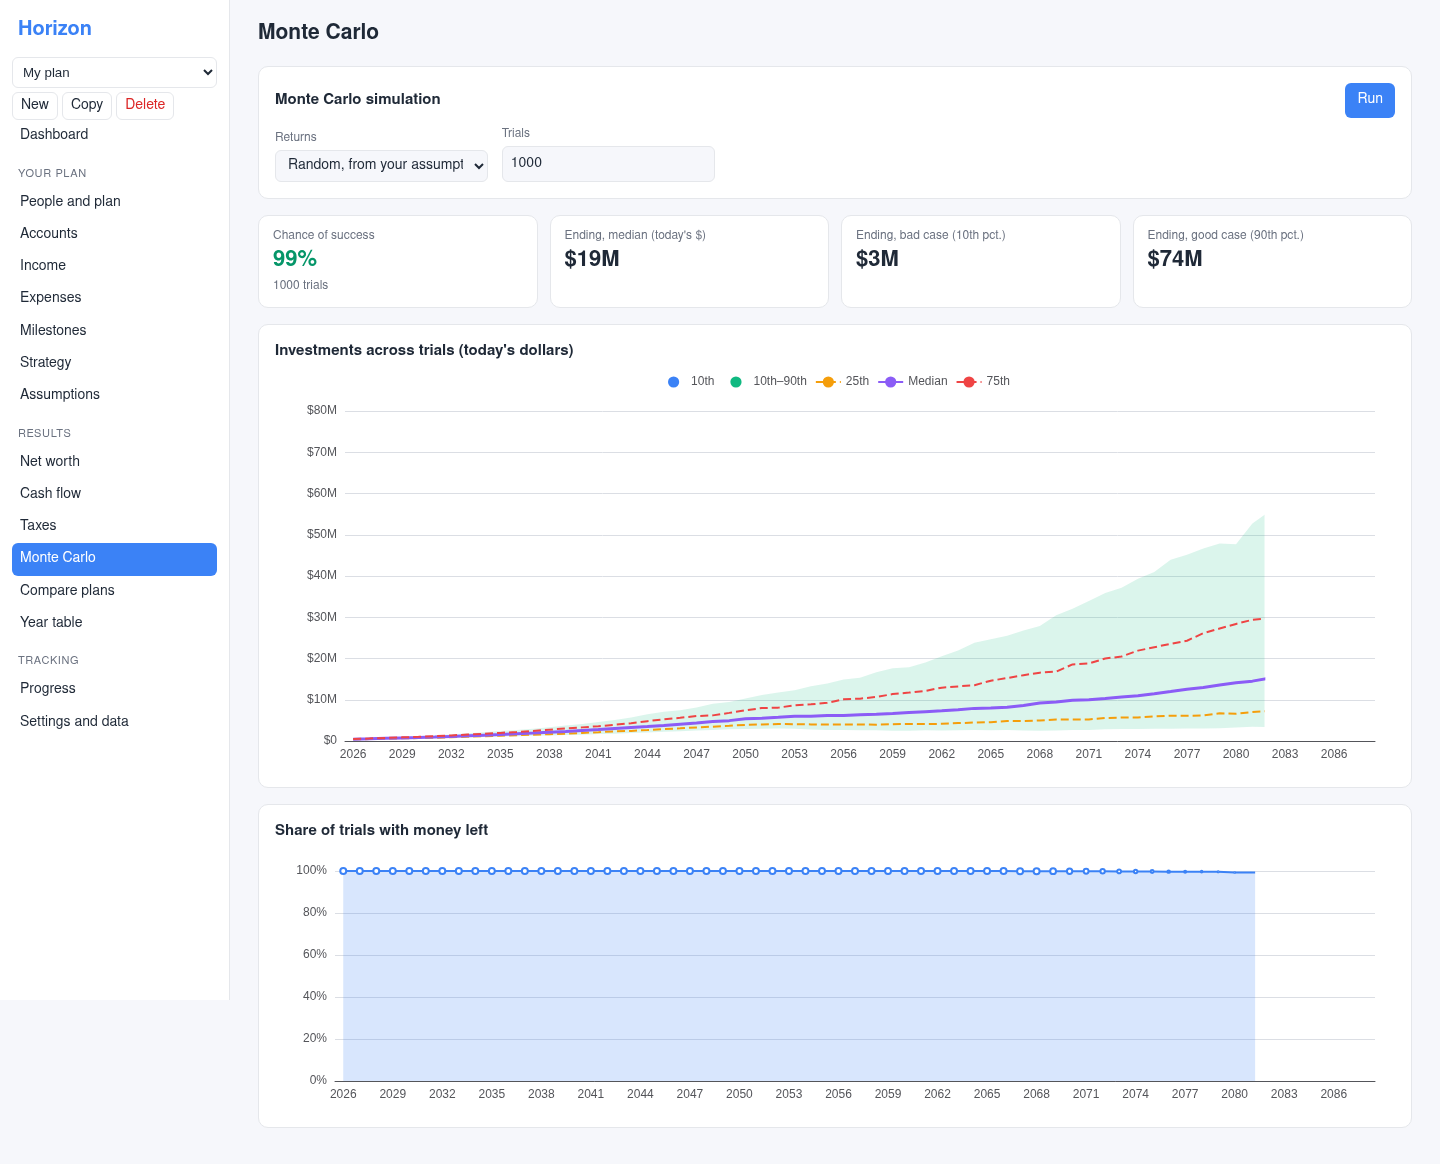 Horizon
My plan
New Copy Delete
Dashboard
YOUR PLAN
People and plan
Accounts
Income
Expenses
Milestones
Strategy
Assumptions
RESULTS
Net worth
Cash flow
Taxes
Monte Carlo
Compare plans
Year table
TRACKING
Progress
Settings and data
Monte Carlo
Monte Carlo simulation
Run
Returns
Random, from your assumpt
Trials
1000
Chance of success
99%
1000 trials
Ending, median (today's $)
$19M
Ending, bad case (10th pct.)
$3M
Ending, good case (90th pct.)
$74M
Investments across trials (today's dollars)
10th 10th–90th 25th Median 75th
$80M
$70M
$60M
$50M
$40M
$30M
$20M
$10M
$0
2026 2029 2032 2035 2038 2041 2044 2047 2050 2053 2056 2059 2062 2065 2068 2071 2074 2077 2080 2083 2086
Share of trials with money left
100%
80%
60%
40%
20%
0%
2026 2029 2032 2035 2038 2041 2044 2047 2050 2053 2056 2059 2062 2065 2068 2071 2074 2077 2080 2083 2086